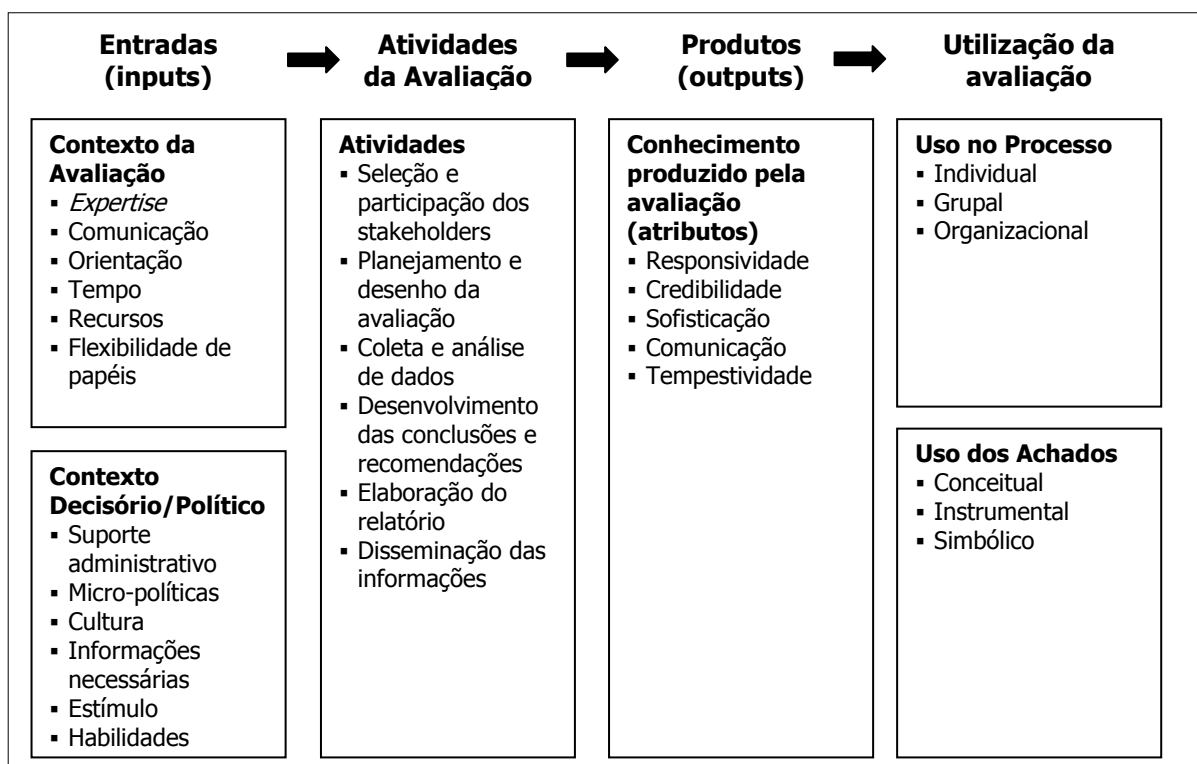 Entradas
(inputs)
Atividades
da Avaliação
Produtos
(outputs)
Utilização da
avaliação
Contexto da
Avaliação
▪ Expertise
▪ Comunicação
▪ Orientação
▪ Tempo
▪ Recursos
▪ Flexibilidade de
papéis
Contexto
Decisório/Político
▪ Suporte
administrativo
▪ Micro-políticas
▪ Cultura
▪ Informações
necessárias
▪ Estímulo
▪ Habilidades
Atividades
▪ Seleção e
participação dos
stakeholders
▪ Planejamento e
desenho da
avaliação
▪ Coleta e análise
de dados
▪ Desenvolvimento
das conclusões e
recomendações
▪ Elaboração do
relatório
▪ Disseminação das
informações
Conhecimento
produzido pela
avaliação
(atributos)
▪ Responsividade
▪ Credibilidade
▪ Sofisticação
▪ Comunicação
▪ Tempestividade
Uso no Processo
▪ Individual
▪ Grupal
▪ Organizacional
Uso dos Achados
▪ Conceitual
▪ Instrumental
▪ Simbólico